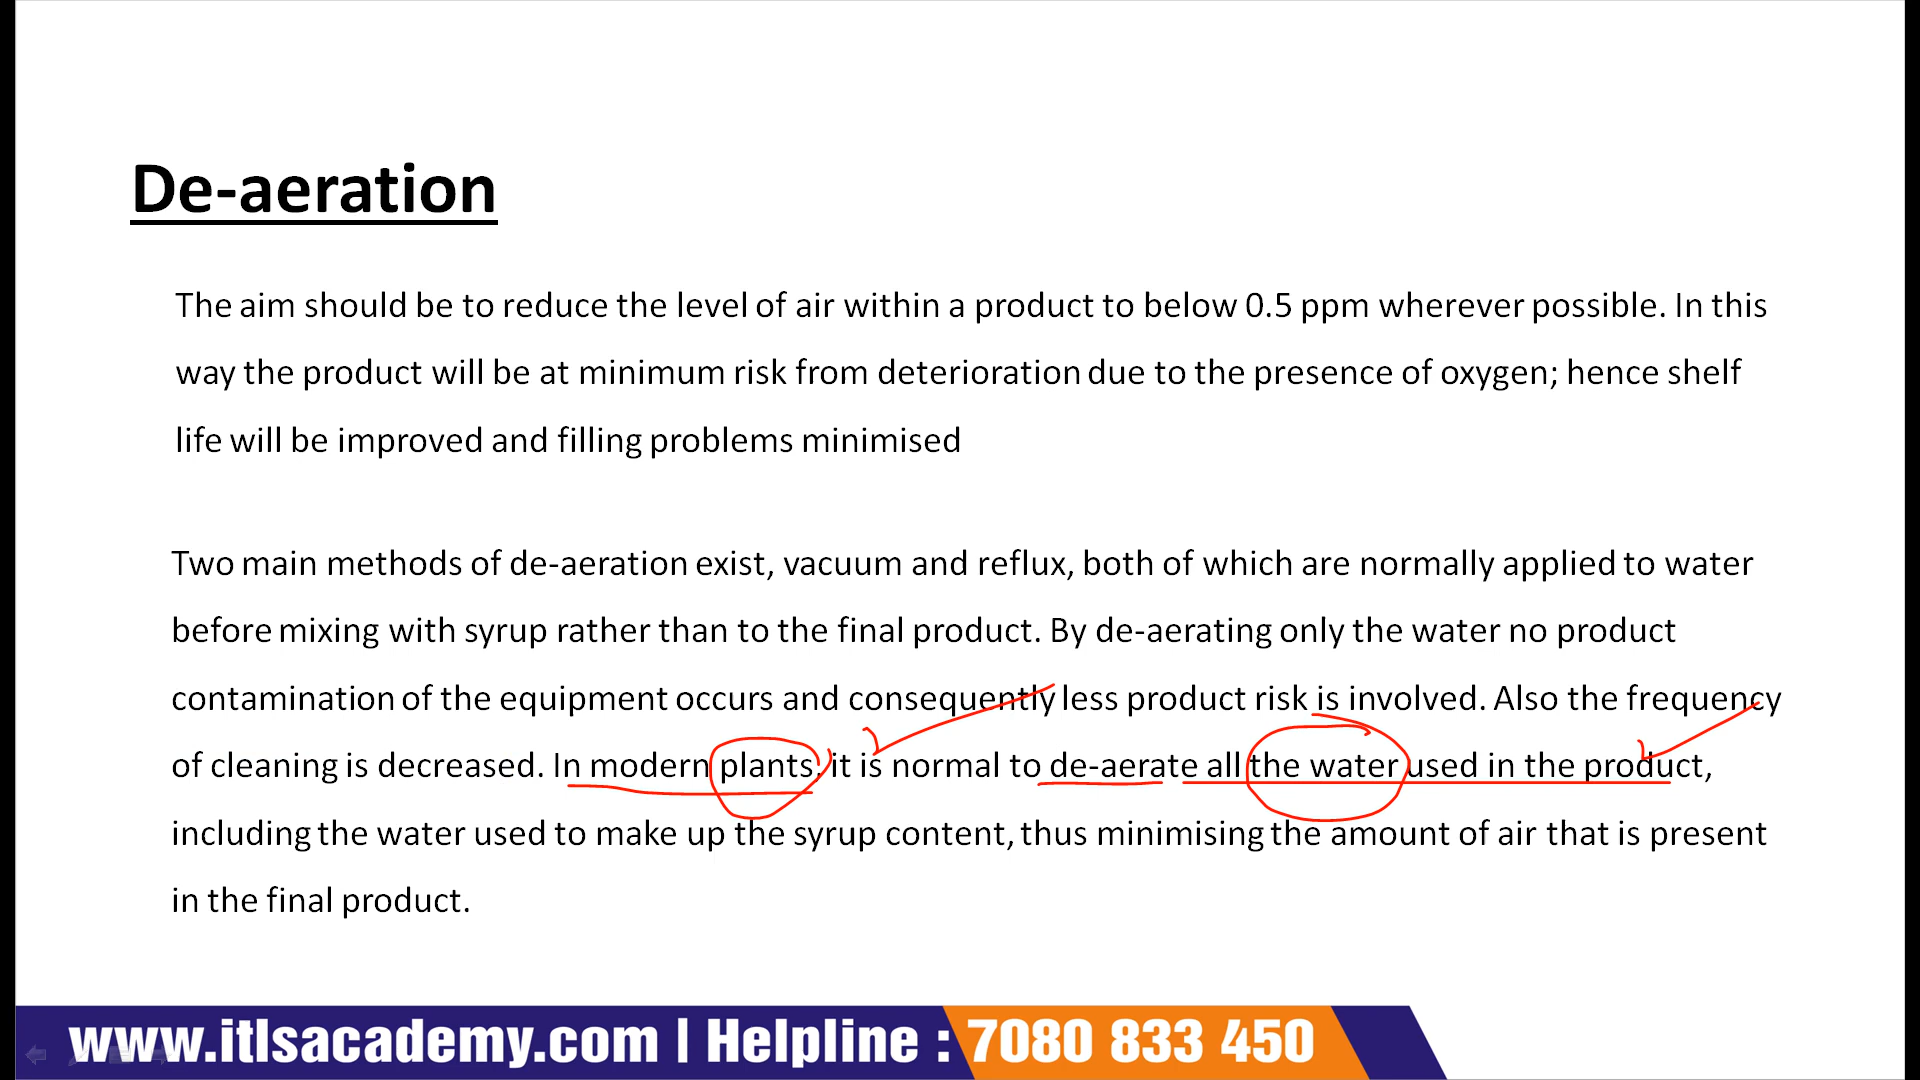 De-aeration
The aim should be to reduce the level of air within a product to below 0.5 ppm wherever possible. In this
way the product will be at minimum risk from deterioration due to the presence of oxygen; hence shelf
life will be improved and filling problems minimised
Two main methods of de-aeration exist, vacuum and reflux, both of which are normally applied to water
before mixing with syrup rather than to the final product. By de-aerating only the water no product
contamination of the equipment occurs and consequently less product risk is involved. Also the frequency
of cleaning is decreased. In modern plants, it is normal to de-aerate all the water used in the product,
including the water used to make up the syrup content, thus minimising the amount of air that is present
in the final product.
www.itlsacademy.com | Helpline : 7080 833 450